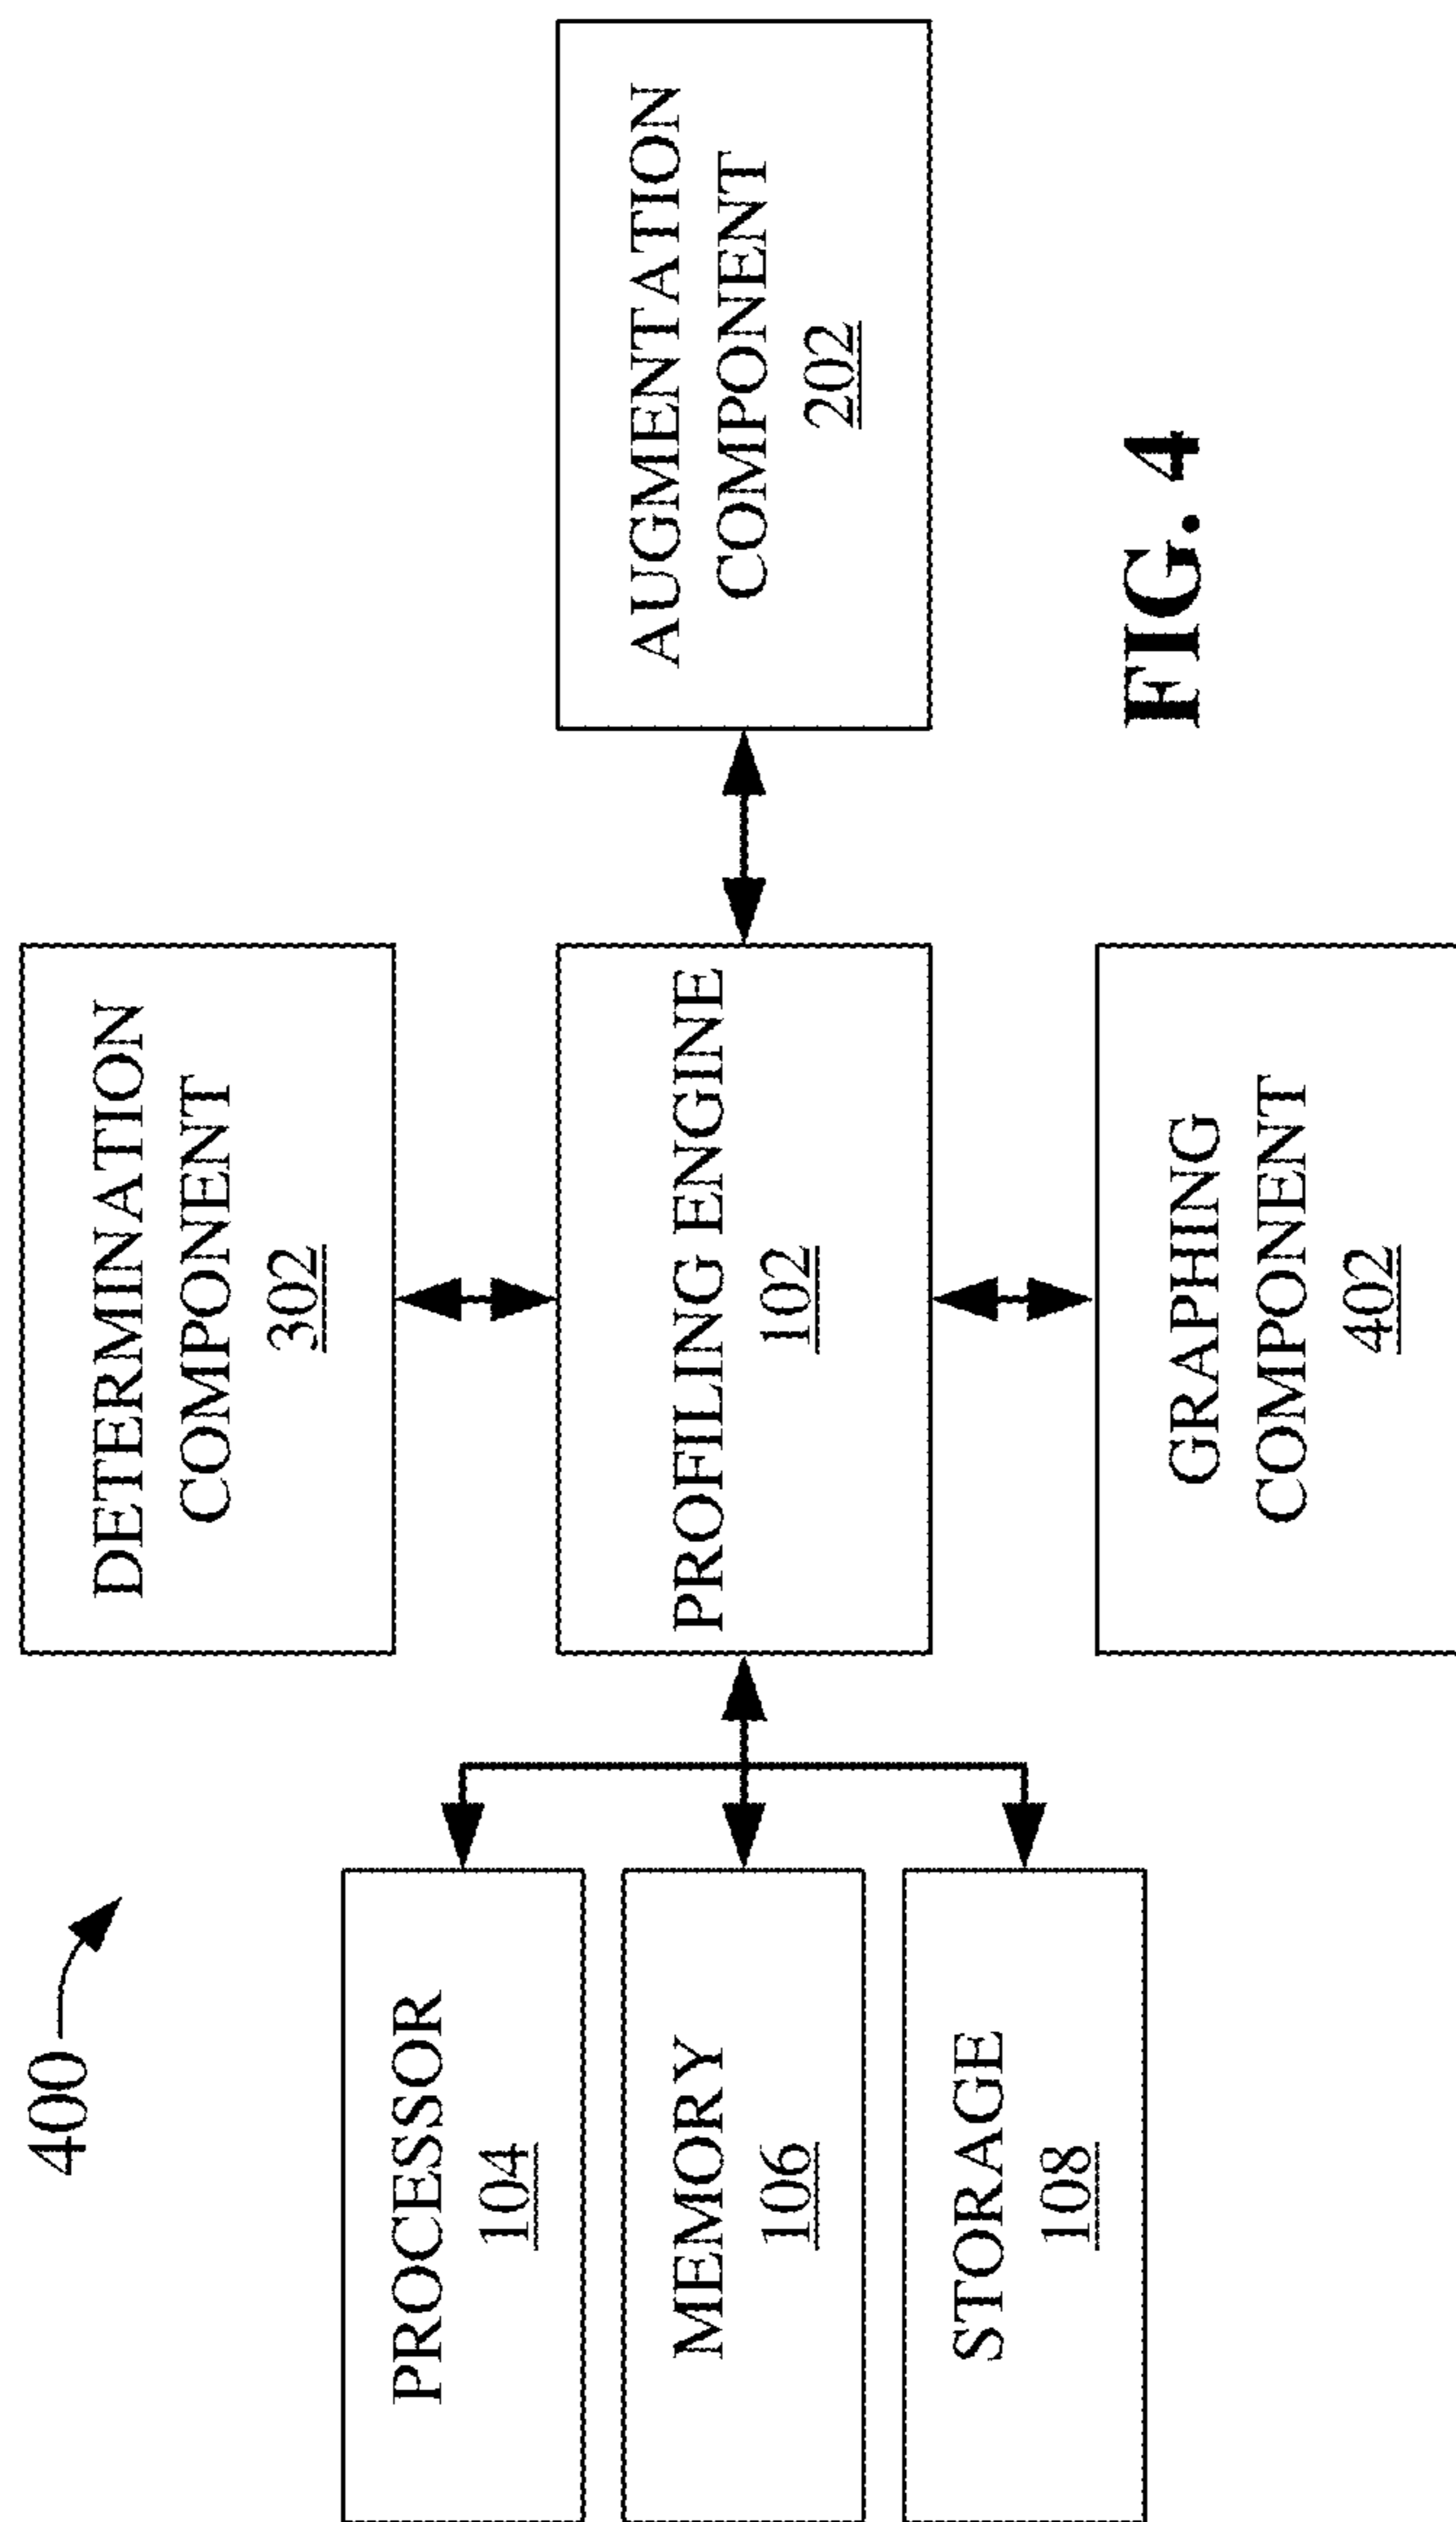 400
PROCESSOR
104
MEMORY
106
STORAGE
108
DETERMINATION
COMPONENT
302
PROFILING ENGINE
102
GRAPHING
COMPONENT
402
AUGMENTATION
COMPONENT
202
FIG. 4